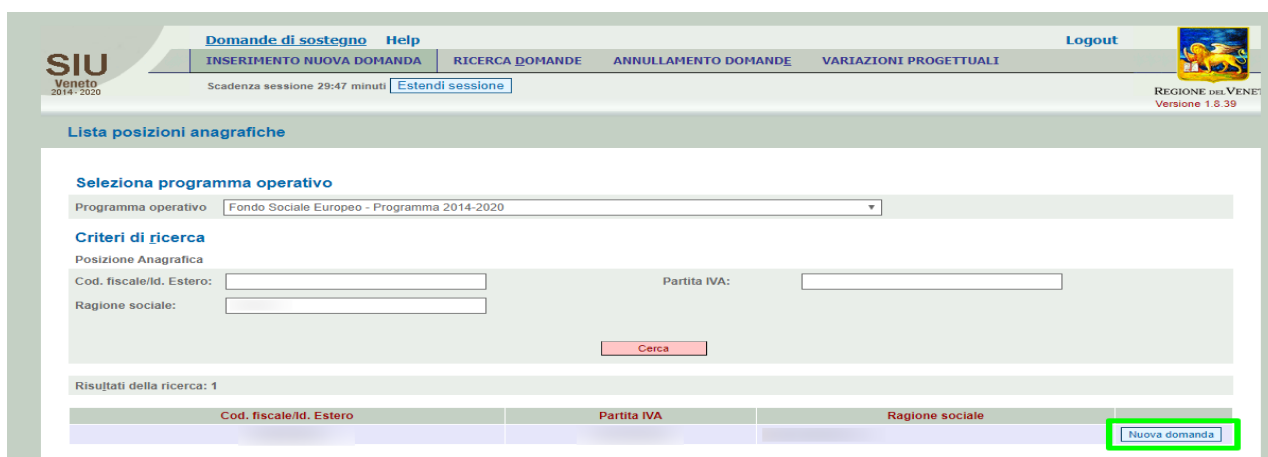 SIU
Veneto
2014-2020
Domande di sostegno Help Logout
INSERIMENTO NUOVA DOMANDA RICERCA DOMANDE ANNULLAMENTO DOMANDE VARIAZIONI PROGETTUALI
Scadenza sessione 29:47 minuti Estendi sessione
REGIONE DEL VENET
Versione 1.8.39
Lista posizioni anagrafiche
Seleziona programma operativo
Programma operativo Fondo Sociale Europeo - Programma 2014-2020
Criteri di ricerca
Posizione Anagrafica
Cod. fiscale/Id. Estero: Partita IVA:
Ragione sociale:
Cerca
Risultati della ricerca: 1
Cod. fiscale/Id. Estero Partita IVA Ragione sociale
Nuova domanda